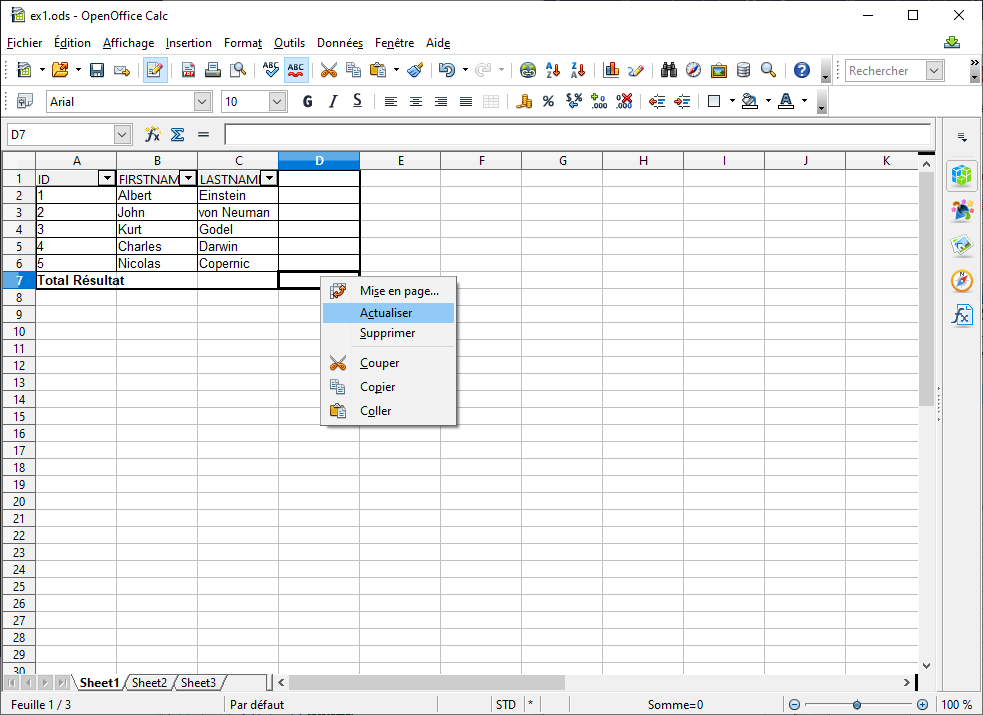 ex1.ods - OpenOffice Calc
Fichier Édition Affichage Insertion Format Outils Données Fenêtre Aide
ABC ABC Rechercher
Arial 10 G I S
D7
A B C D E F G H I J K
1 ID FIRSTNAM LASTNAM
2 1 Albert Einstein
3 2 John von Neuman
4 3 Kurt Godel
5 4 Charles Darwin
6 5 Nicolas Copernic
7 Total Résultat
8
9
10
11
12
13
14
15
16
17
18
19
20
21
22
23
24
25
26
27
28
29
30
Mise en page...
Actualiser
Supprimer
Couper
Copier
Coller
Sheet1 Sheet2 Sheet3
Feuille 1 / 3 Par défaut STD * Somme=0 100 %